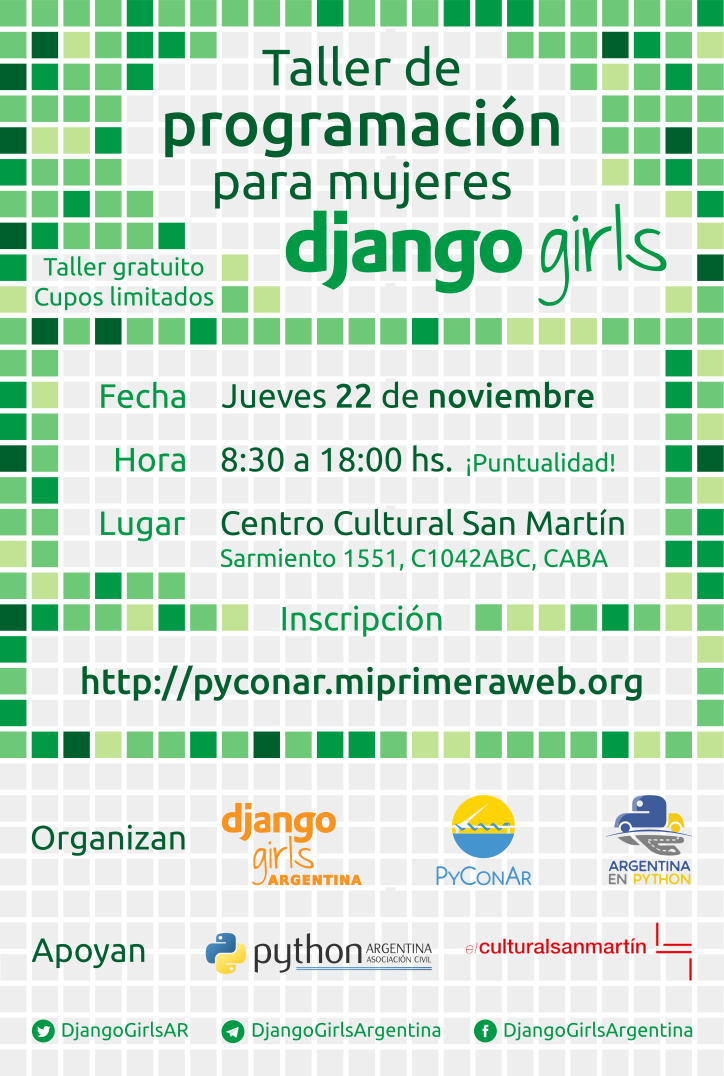 Taller de
programación
para mujeres
django girls
Taller gratuito
Cupos limitados
Fecha Jueves 22 de noviembre
Hora 8:30 a 18:00 hs. ¡Puntualidad!
Lugar Centro Cultural San Martín
Sarmiento 1551, C1042ABC, CABA
Inscripción
http://pyconar.miprimeraweb.org
Organizan
django
girls
ARGENTINA
PYCONAR
ARGENTINA
EN PYTHON
Apoyan
python ARGENTINA
ASOCIACIÓN CIVIL
elculturalsanmartín
DjangoGirlsAR DjangoGirlsArgentina DjangoGirlsArgentina